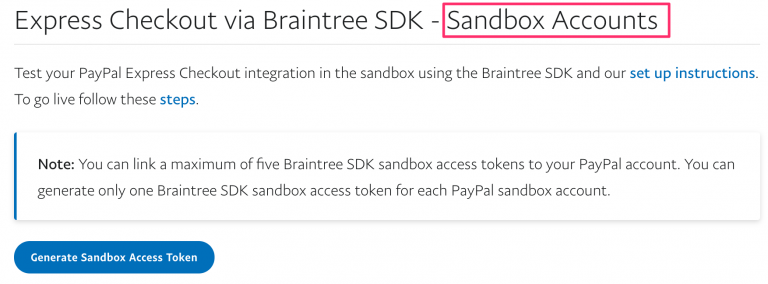 Express Checkout via Braintree SDK - Sandbox Accounts
Test your PayPal Express Checkout integration in the sandbox using the Braintree SDK and our set up instructions.
To go live follow these steps.
Note: You can link a maximum of five Braintree SDK sandbox access tokens to your PayPal account. You can
generate only one Braintree SDK sandbox access token for each PayPal sandbox account.
Generate Sandbox Access Token